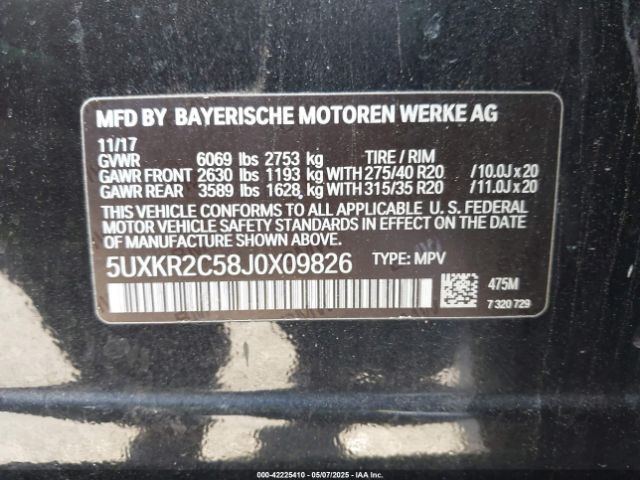 MFD BY BAYERISCHE MOTOREN WERKE AG
11/17
GVWR 6069 lbs 2753 kg TIRE / RIM
GAWR FRONT 2630 lbs 1193 kg WITH 275/40 R20 / 10.0J x 20
GAWR REAR 3589 lbs 1628 kg WITH 315/35 R20 / 11.0J x 20
THIS VEHICLE CONFORMS TO ALL APPLICABLE U. S. FEDERAL
MOTOR VEHICLE SAFETY STANDARDS IN EFFECT ON THE DATE
OF MANUFACTURE SHOWN ABOVE.
5UXKR2C58J0X09826 TYPE: MPV
475M
7 320 729
000-42225410 | 05/07/2025 - IAA Inc.